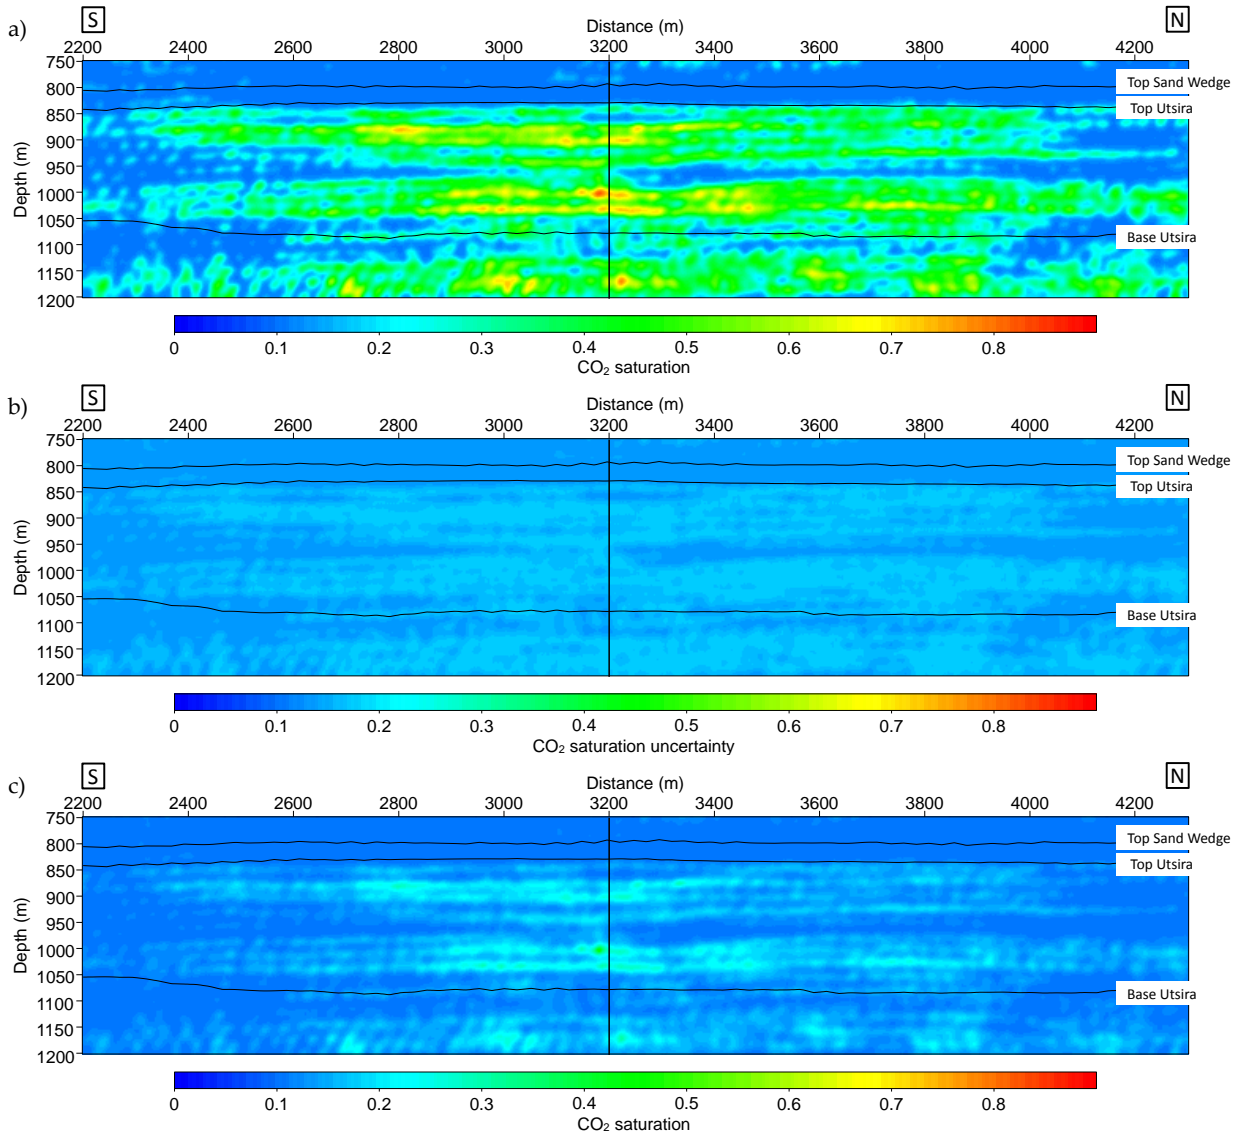 a)
S
Distance (m)
N
2200 2400 2600 2800 3000 3200 3400 3600 3800 4000 4200
750
800
850
900
950
1000
1050
1100
1150
1200
Depth (m)
Top Sand Wedge
Top Utsira
Base Utsira
0 0.1 0.2 0.3 0.4 0.5 0.6 0.7 0.8
CO₂ saturation
b)
S
Distance (m)
N
2200 2400 2600 2800 3000 3200 3400 3600 3800 4000 4200
750
800
850
900
950
1000
1050
1100
1150
1200
Depth (m)
Top Sand Wedge
Top Utsira
Base Utsira
0 0.1 0.2 0.3 0.4 0.5 0.6 0.7 0.8
CO₂ saturation uncertainty
c)
S
Distance (m)
N
2200 2400 2600 2800 3000 3200 3400 3600 3800 4000 4200
750
800
850
900
950
1000
1050
1100
1150
1200
Depth (m)
Top Sand Wedge
Top Utsira
Base Utsira
0 0.1 0.2 0.3 0.4 0.5 0.6 0.7 0.8
CO₂ saturation